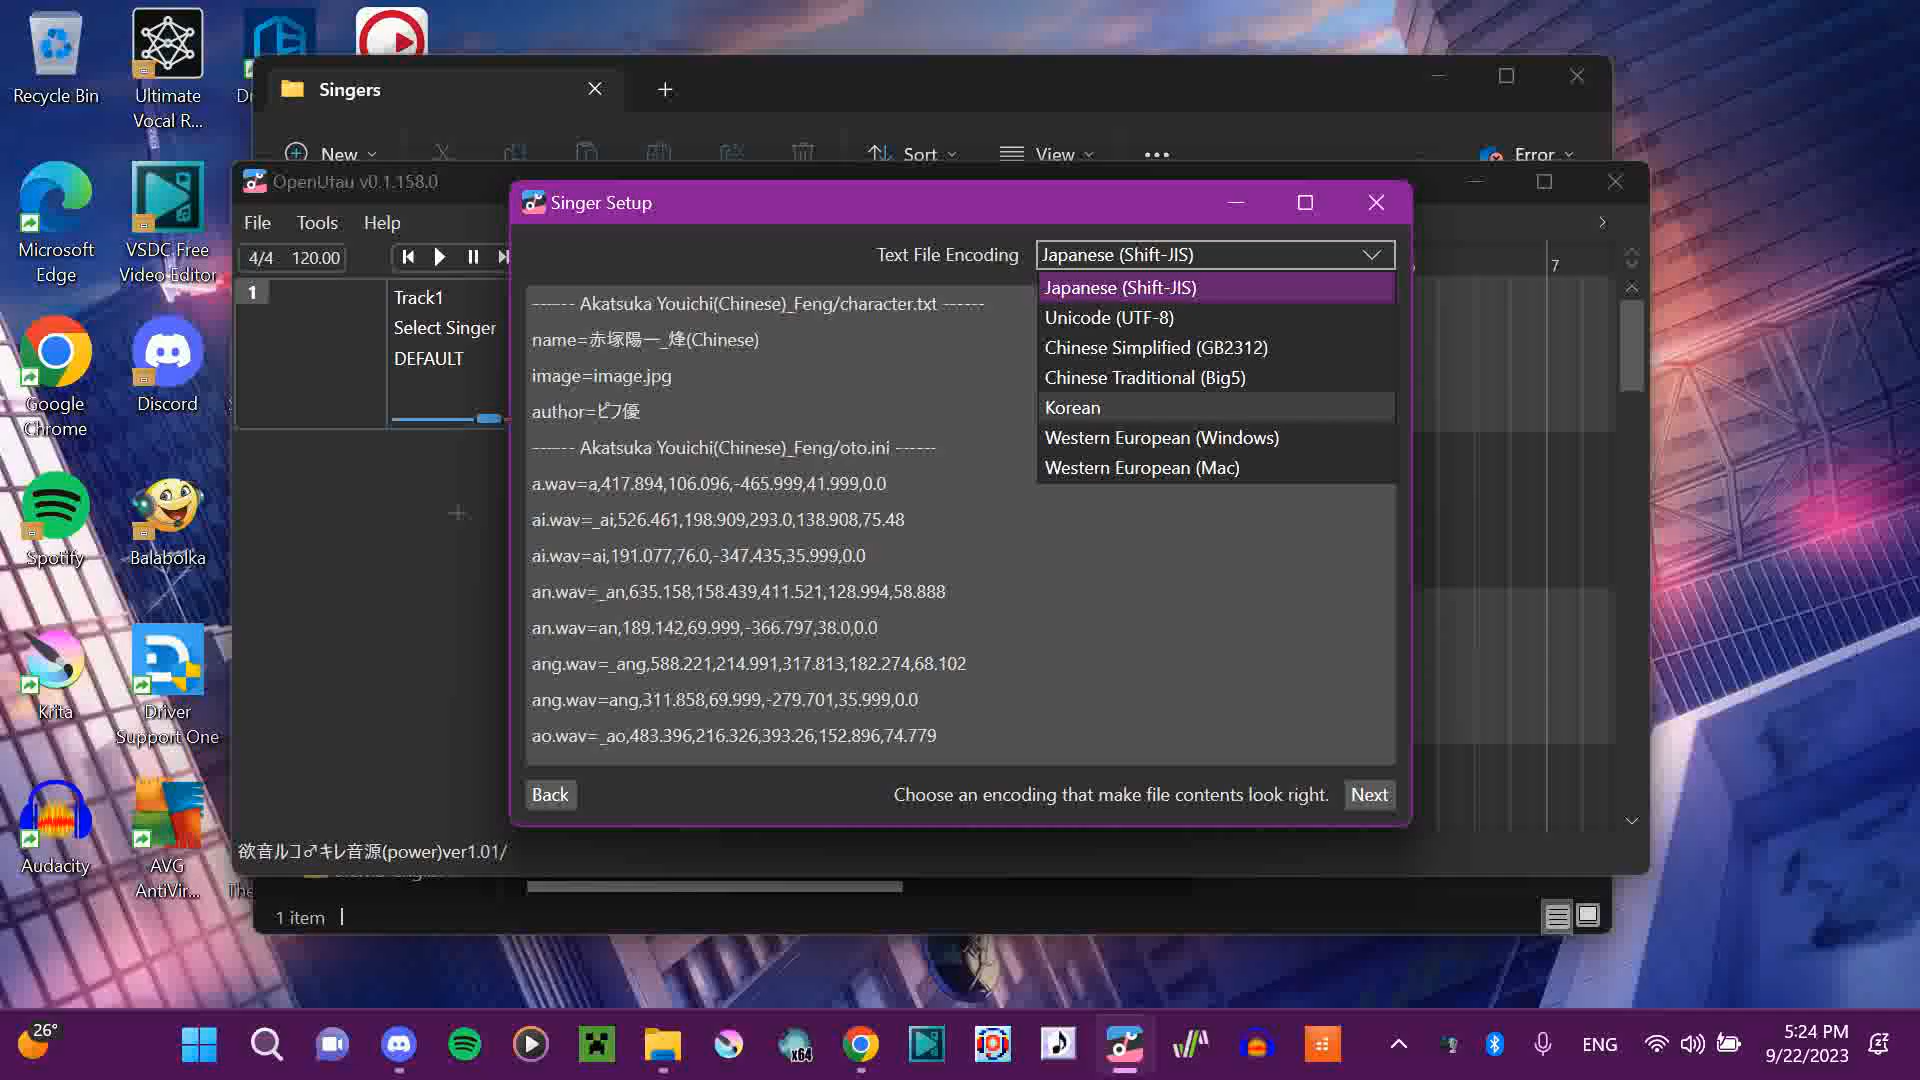 Recycle Bin
Ultimate
Vocal R...
Microsoft
Edge
VSDC Free
Video Editor
Google
Chrome
Discord
Spotify
Balabolka
Krita
Driver
Support One
Audacity
AVG
AntiVir...
Singers
New
Sort
View
Error
OpenUtau v0.1.158.0
File
Tools
Help
4/4
120.00
7
1
Track1
Select Singer
DEFAULT
Singer Setup
Text File Encoding
Japanese (Shift-JIS)
Japanese (Shift-JIS)
Unicode (UTF-8)
Chinese Simplified (GB2312)
Chinese Traditional (Big5)
Korean
Western European (Windows)
Western European (Mac)
------ Akatsuka Youichi(Chinese)_Feng/character.txt ------
name=赤塚陽一_烽(Chinese)
image=image.jpg
author=ピフ優
------ Akatsuka Youichi(Chinese)_Feng/oto.ini ------
a.wav=a,417.894,106.096,-465.999,41.999,0.0
ai.wav=_ai,526.461,198.909,293.0,138.908,75.48
ai.wav=ai,191.077,76.0,-347.435,35.999,0.0
an.wav=_an,635.158,158.439,411.521,128.994,58.888
an.wav=an,189.142,69.999,-366.797,38.0,0.0
ang.wav=_ang,588.221,214.991,317.813,182.274,68.102
ang.wav=ang,311.858,69.999,-279.701,35.999,0.0
ao.wav=_ao,483.396,216.326,393.26,152.896,74.779
Back
Choose an encoding that make file contents look right.
Next
欲音ルコ♂キレ音源(power)ver1.01/
1 item
26°
x64
ENG
5:24 PM
9/22/2023